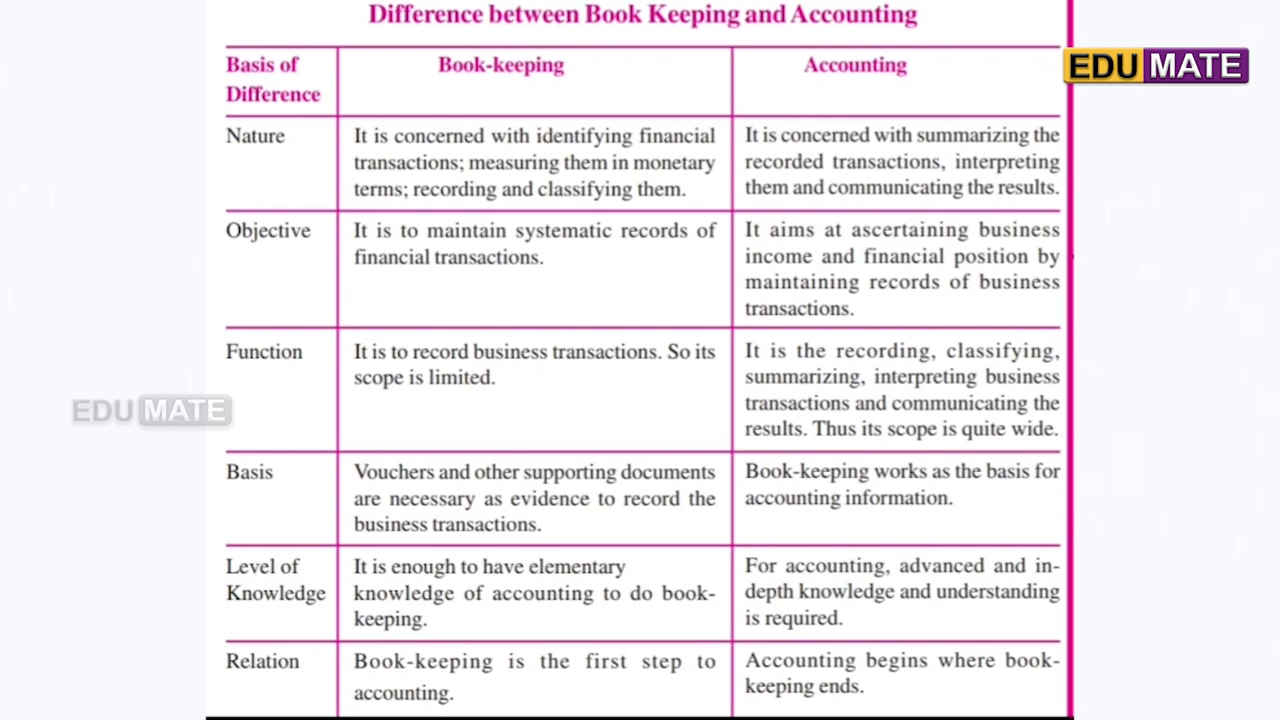 Difference between Book Keeping and Accounting
EDU MATE
Basis of
Difference
Book-keeping
Accounting
Nature
It is concerned with identifying financial
transactions; measuring them in monetary
terms; recording and classifying them.
It is concerned with summarizing the
recorded transactions, interpreting
them and communicating the results.
Objective
It is to maintain systematic records of
financial transactions.
It aims at ascertaining business
income and financial position by
maintaining records of business
transactions.
Function
It is to record business transactions. So its
scope is limited.
It is the recording, classifying,
summarizing, interpreting business
transactions and communicating the
results. Thus its scope is quite wide.
EDU MATE
Basis
Vouchers and other supporting documents
are necessary as evidence to record the
business transactions.
Book-keeping works as the basis for
accounting information.
Level of
Knowledge
It is enough to have elementary
knowledge of accounting to do book-
keeping.
For accounting, advanced and in-
depth knowledge and understanding
is required.
Relation
Book-keeping is the first step to
accounting.
Accounting begins where book-
keeping ends.